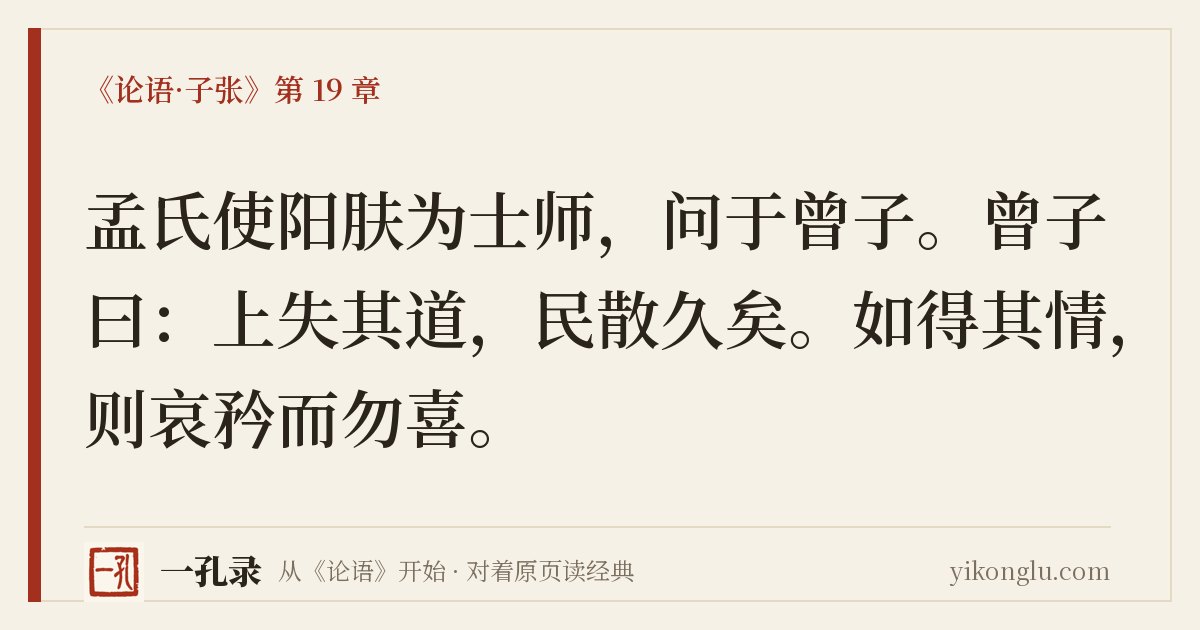 《论语·子张》第 19 章
孟氏使阳肤为士师，问于曾子。曾子
曰：上失其道，民散久矣。如得其情，
则哀矜而勿喜。
一孔
一孔录 从《论语》开始 · 对着原页读经典 yikonglu.com